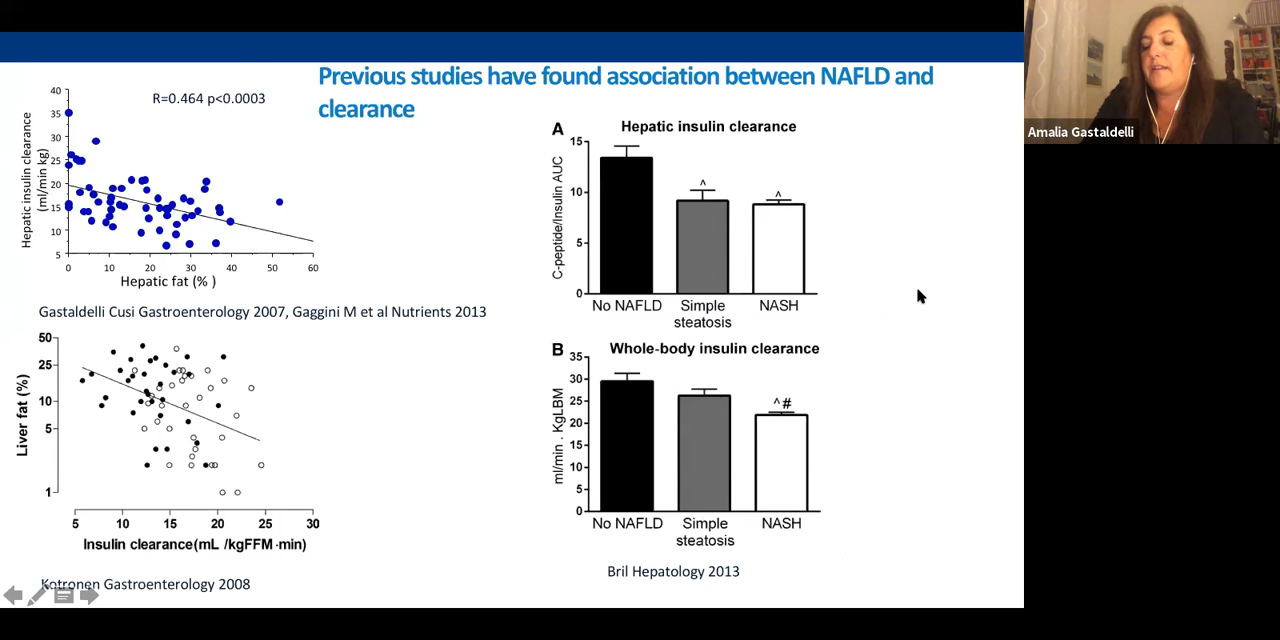 Previous studies have found association between NAFLD and
clearance
Amalia Gastaldelli
R=0.464 p<0.0003
Hepatic insulin clearance
(ml/min kg)
40
35
30
25
20
15
10
5
0 10 20 30 40 50 60
Hepatic fat (% )
Gastaldelli Cusi Gastroenterology 2007, Gaggini M et al Nutrients 2013
Liver fat (%)
50
25
10
5
1
5 10 15 20 25 30
Insulin clearance(mL /kgFFM·min)
Kotronen Gastroenterology 2008
A Hepatic insulin clearance
C-peptide/Insulin AUC
15
10
5
0
^ ^
No NAFLD Simple NASH
steatosis
B Whole-body insulin clearance
ml/min . KgLBM
35
30
25
20
15
10
5
0
^ #
No NAFLD Simple NASH
steatosis
Bril Hepatology 2013